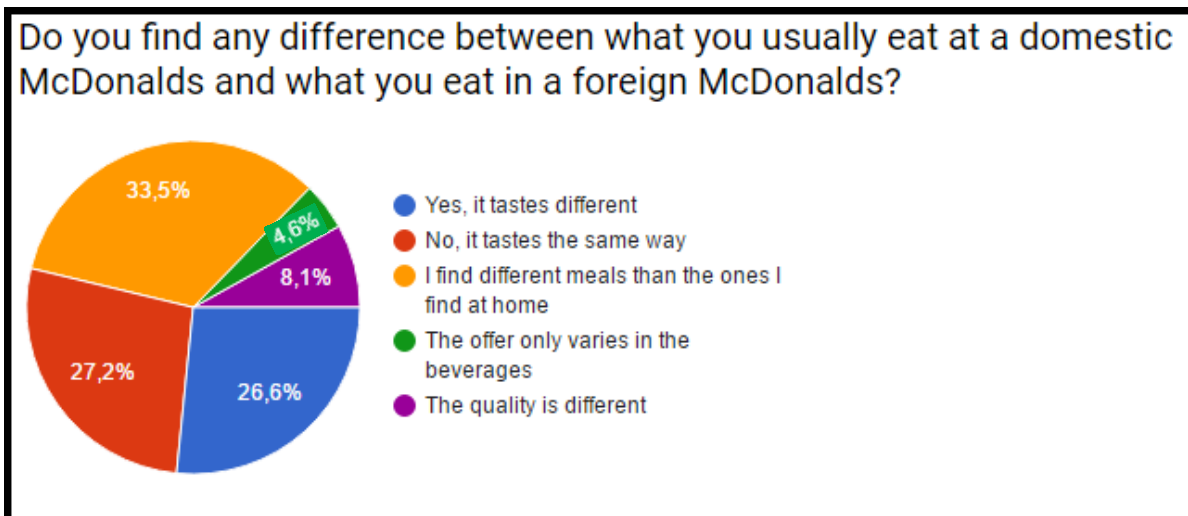 Do you find any difference between what you usually eat at a domestic
McDonalds and what you eat in a foreign McDonalds?
33,5%
4,6%
8,1%
27,2%
26,6%
Yes, it tastes different
No, it tastes the same way
I find different meals than the ones I
find at home
The offer only varies in the
beverages
The quality is different